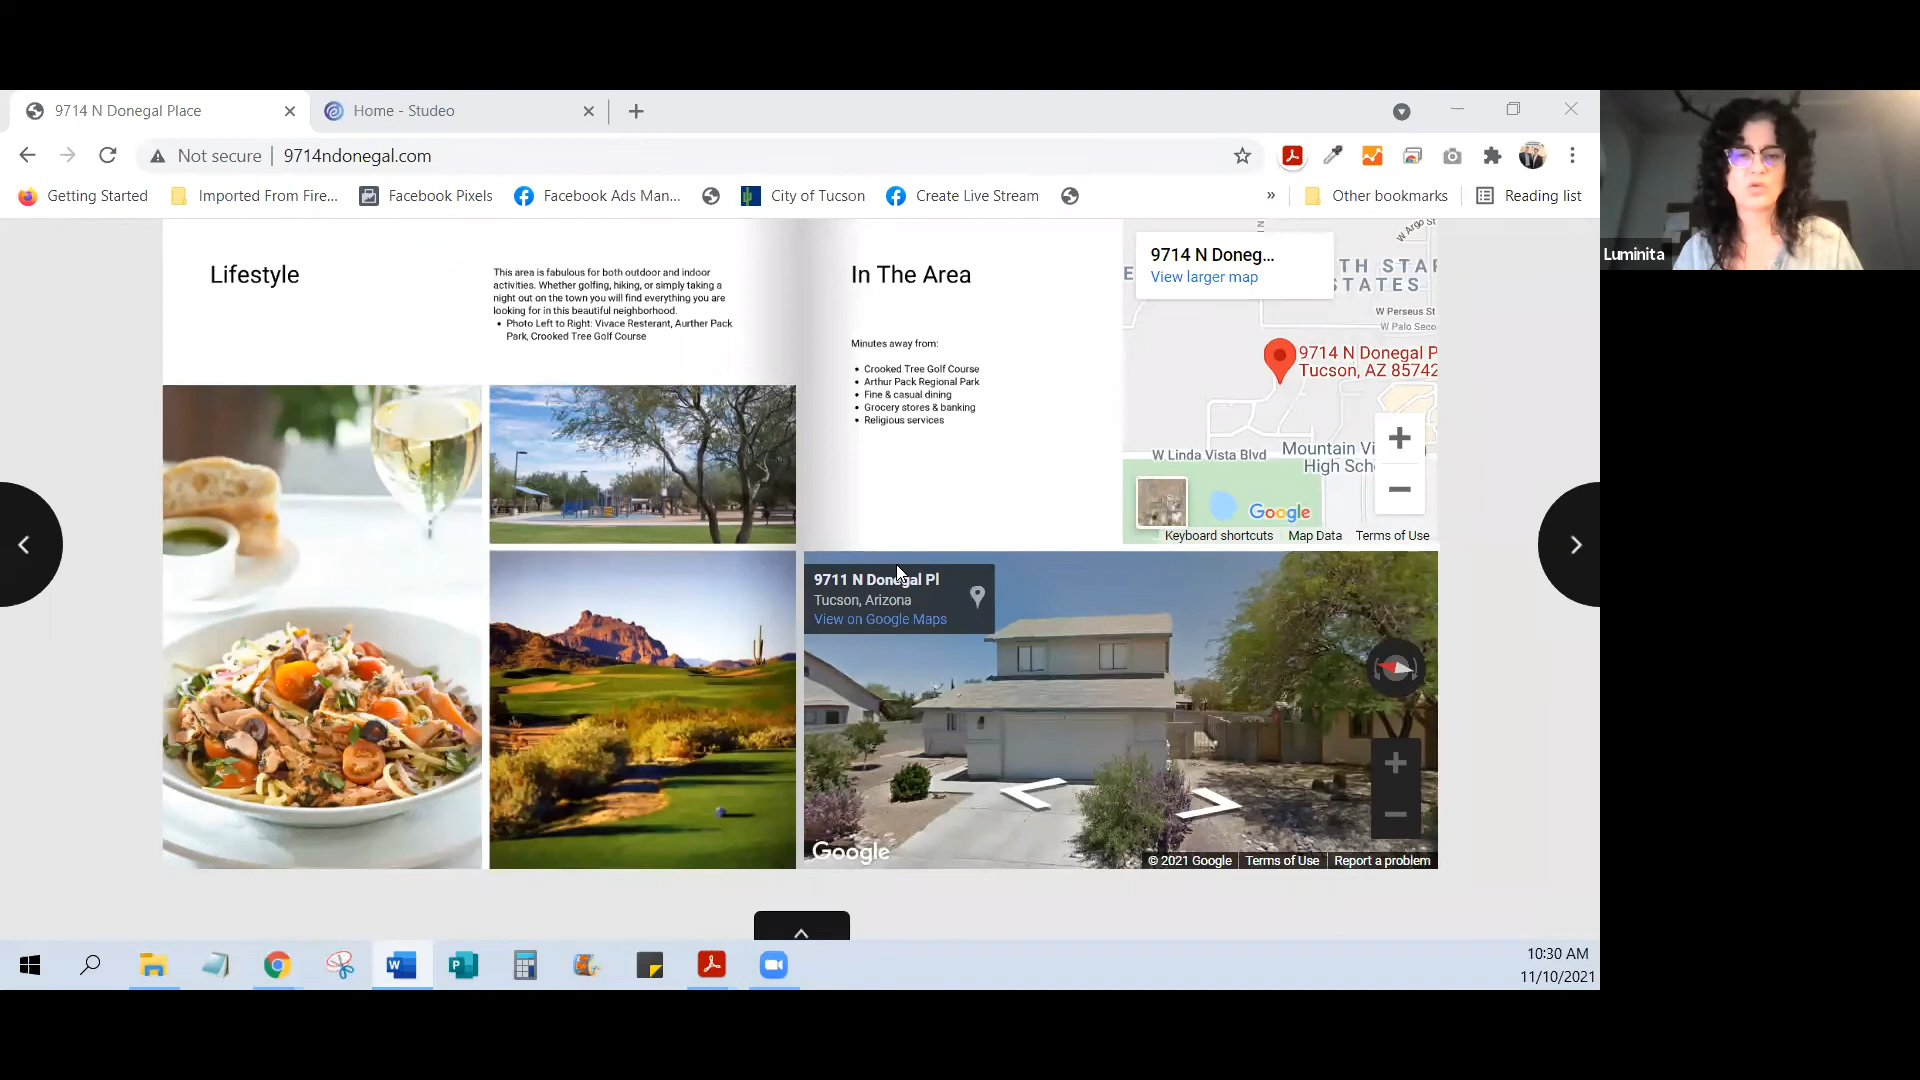 9714 N Donegal Place
Home - Studeo
Not secure
9714ndonegal.com
Getting Started
Imported From Fire...
Facebook Pixels
Facebook Ads Man...
City of Tucson
Create Live Stream
»
Other bookmarks
Reading list
Luminita
Lifestyle
This area is fabulous for both outdoor and indoor
activities. Whether golfing, hiking, or simply taking a
night out on the town you will find everything you are
looking for in this beautiful neighborhood.
• Photo Left to Right: Vivace Resterant, Aurther Pack
Park, Crooked Tree Golf Course
In The Area
Minutes away from:
• Crooked Tree Golf Course
• Arthur Pack Regional Park
• Fine & casual dining
• Grocery stores & banking
• Religious services
9714 N Doneg...
View larger map
W Argo St
TH STAR
STATES
W Perseus St
W Palo Seco
9714 N Donegal P
Tucson, AZ 85742
W Linda Vista Blvd
Mountain Vi
High Sch
Google
Keyboard shortcuts
Map Data
Terms of Use
9711 N Donegal Pl
Tucson, Arizona
View on Google Maps
Google
© 2021 Google
Terms of Use
Report a problem
10:30 AM
11/10/2021